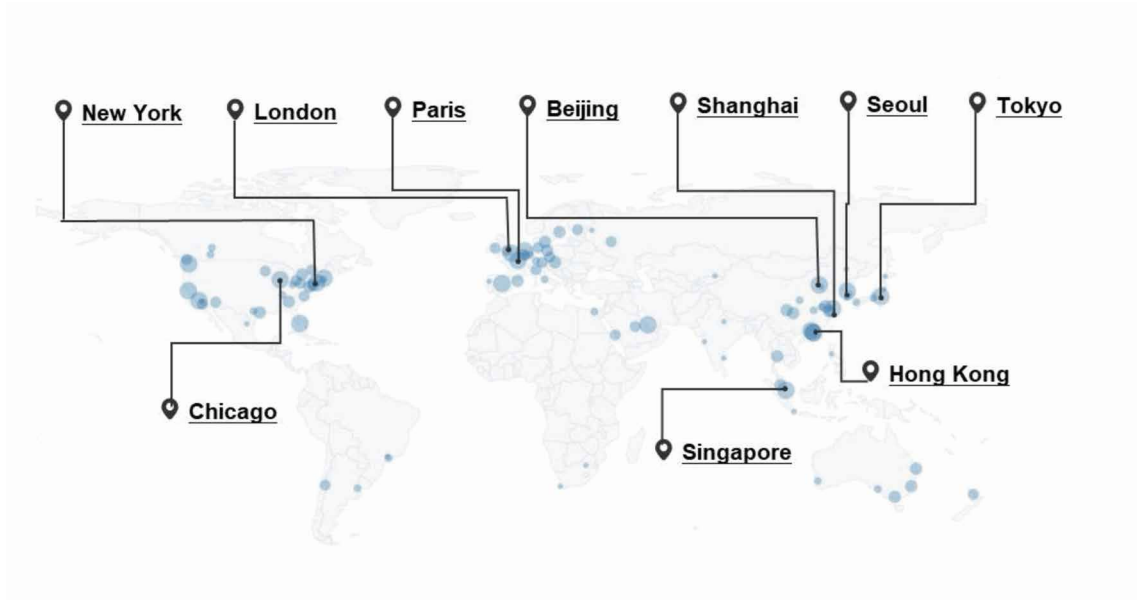 New York
London
Paris
Beijing
Shanghai
Seoul
Tokyo
Hong Kong
Chicago
Singapore